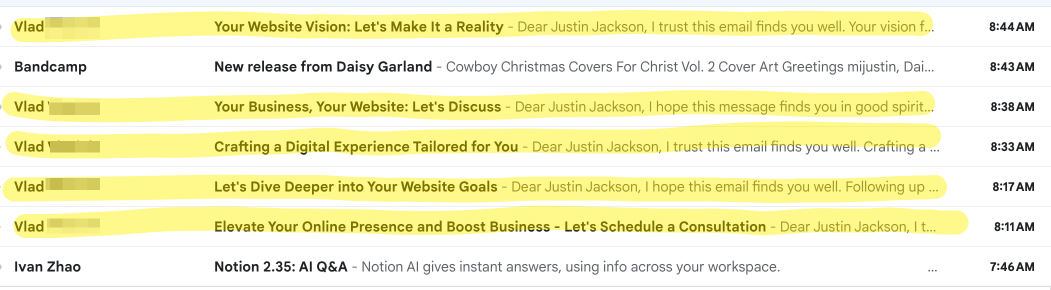 Vlad Your Website Vision: Let's Make It a Reality - Dear Justin Jackson, I trust this email finds you well. Your vision f... 8:44 AM
Bandcamp New release from Daisy Garland - Cowboy Christmas Covers For Christ Vol. 2 Cover Art Greetings mijustin, Dai... 8:43 AM
Vlad Your Business, Your Website: Let's Discuss - Dear Justin Jackson, I hope this message finds you in good spirit... 8:38 AM
Vlad Crafting a Digital Experience Tailored for You - Dear Justin Jackson, I trust this email finds you well. Crafting a ... 8:33 AM
Vlad Let's Dive Deeper into Your Website Goals - Dear Justin Jackson, I hope this email finds you well. Following up ... 8:17 AM
Vlad Elevate Your Online Presence and Boost Business - Let's Schedule a Consultation - Dear Justin Jackson, I t... 8:11 AM
Ivan Zhao Notion 2.35: AI Q&A - Notion AI gives instant answers, using info across your workspace. ... 7:46 AM